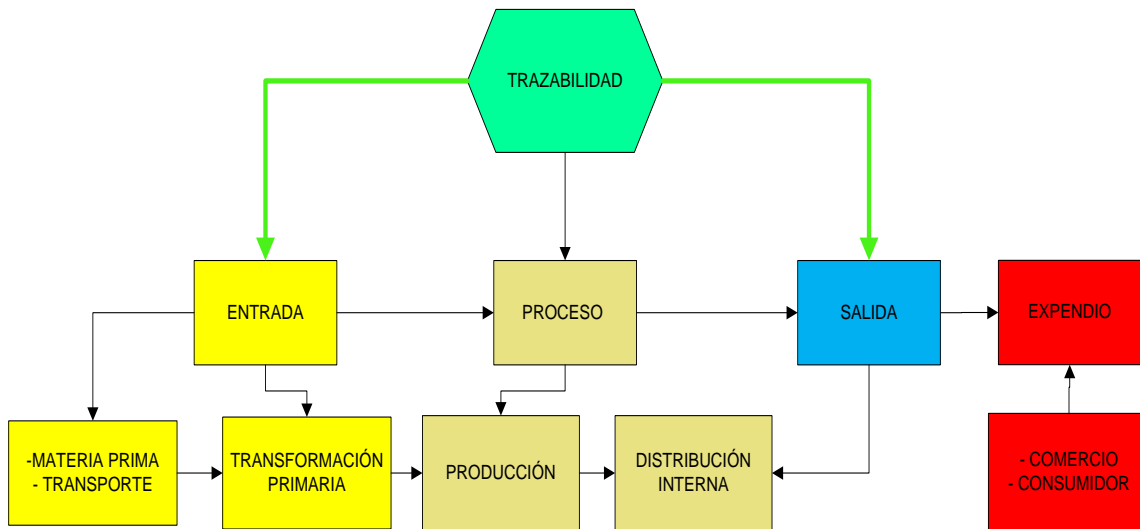 TRAZABILIDAD
ENTRADA
PROCESO
SALIDA
EXPENDIO
-MATERIA PRIMA
- TRANSPORTE
TRANSFORMACIÓN
PRIMARIA
PRODUCCIÓN
DISTRIBUCIÓN
INTERNA
- COMERCIO
- CONSUMIDOR